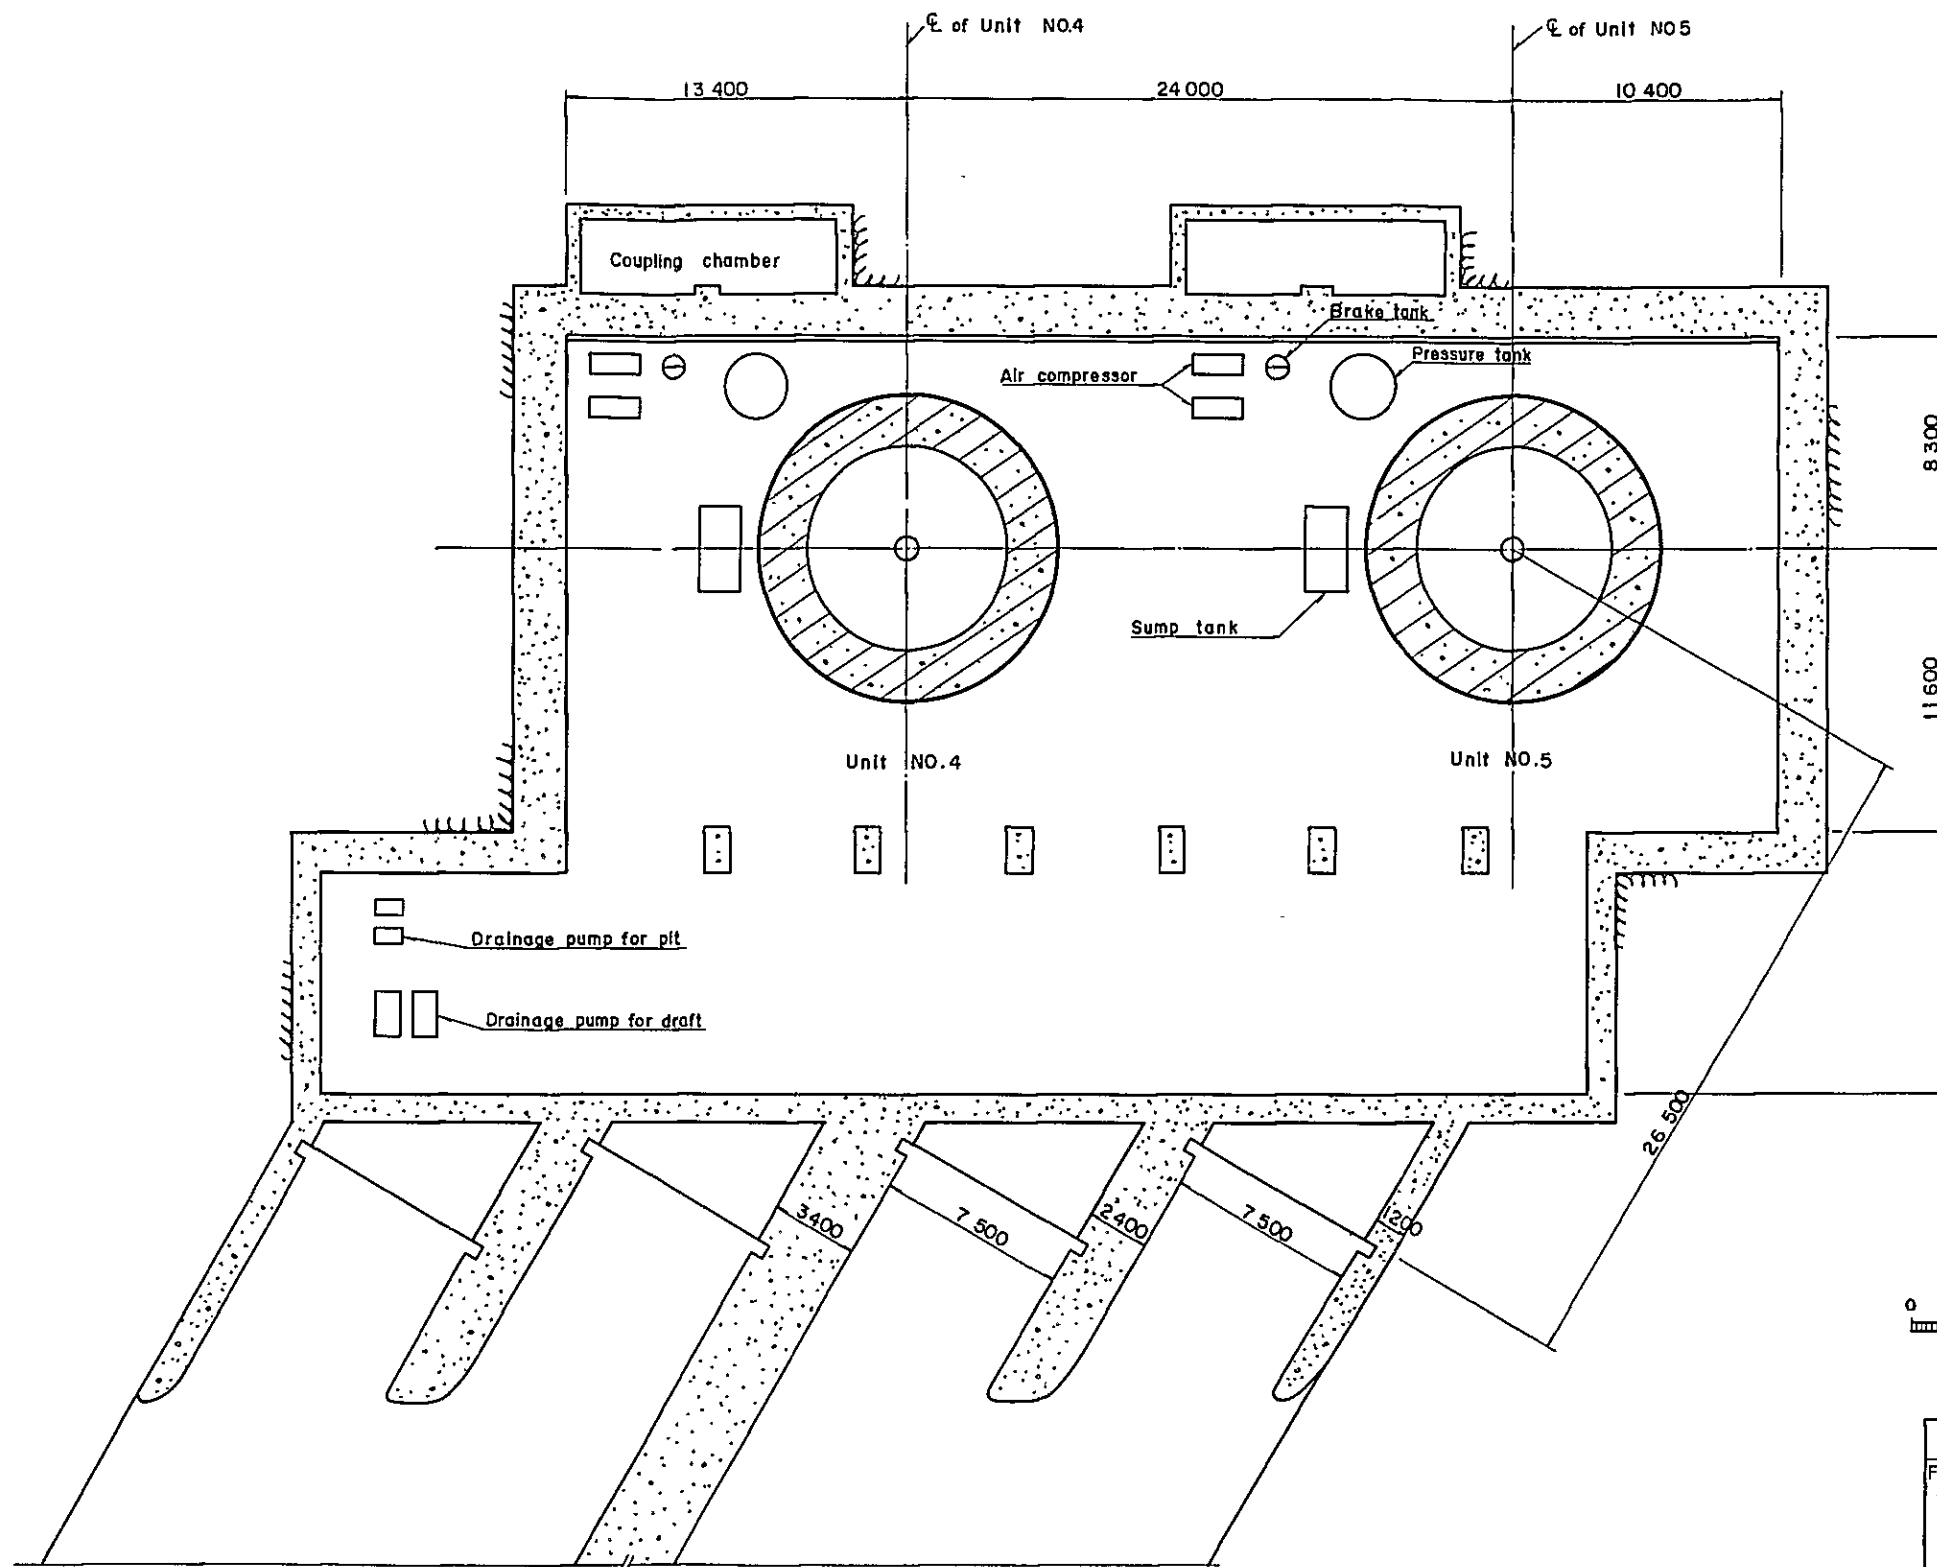 ℄ of Unit NO.4
℄ of Unit NO5
13 400
24 000
10 400
Coupling chamber
Brake tank
Pressure tank
Air compressor
8 300
Sump tank
11 600
Unit NO.4
Unit NO.5
Drainage pump for pit
Drainage pump for draft
26 500
3400
7 500
2400
7 500
1200
0
F